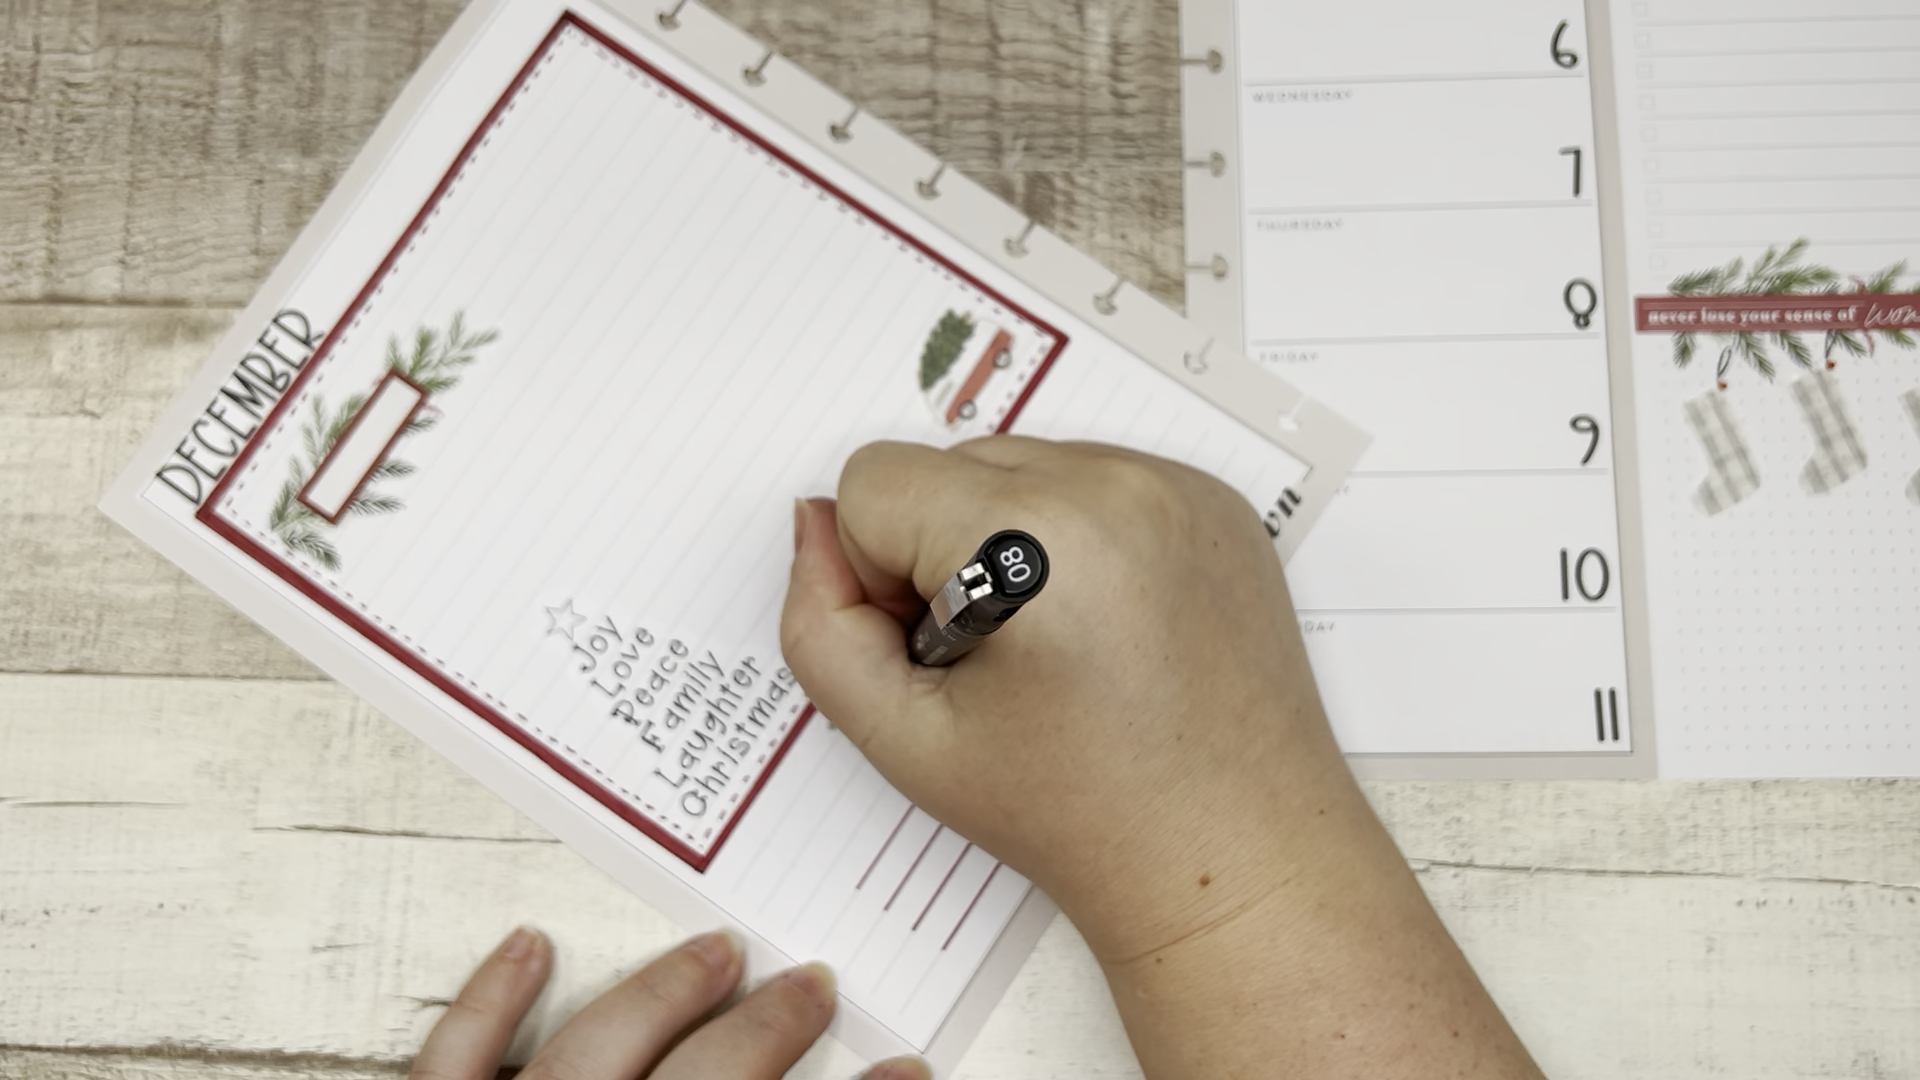 DECEMBER
Joy
Love
Peace
Family
Laughter
Christmas
08
6
WEDNESDAY
7
THURSDAY
8
FRIDAY
9
10
11
never lose your sense of